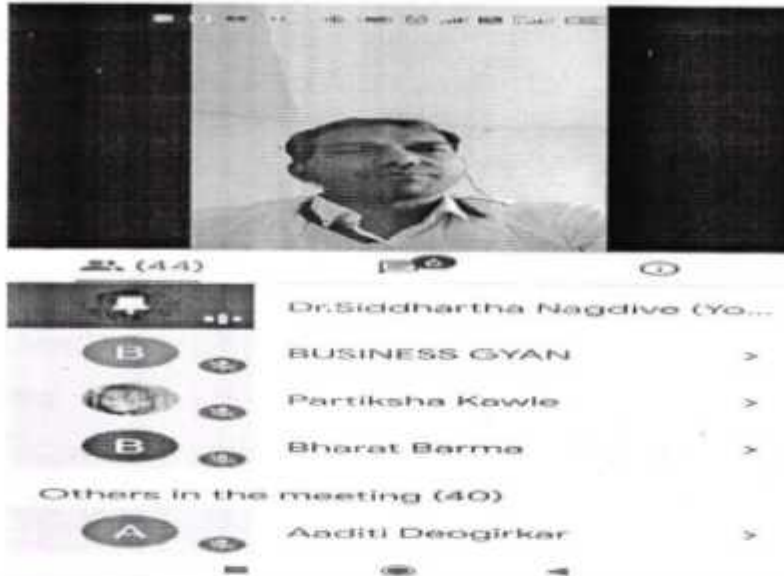 (44)
Dr.Siddhartha Nagdive (Yo...
B BUSINESS GYAN
Partiksha Kawle
B Bharat Barma
Others in the meeting (40)
A Aaditi Deogirkar